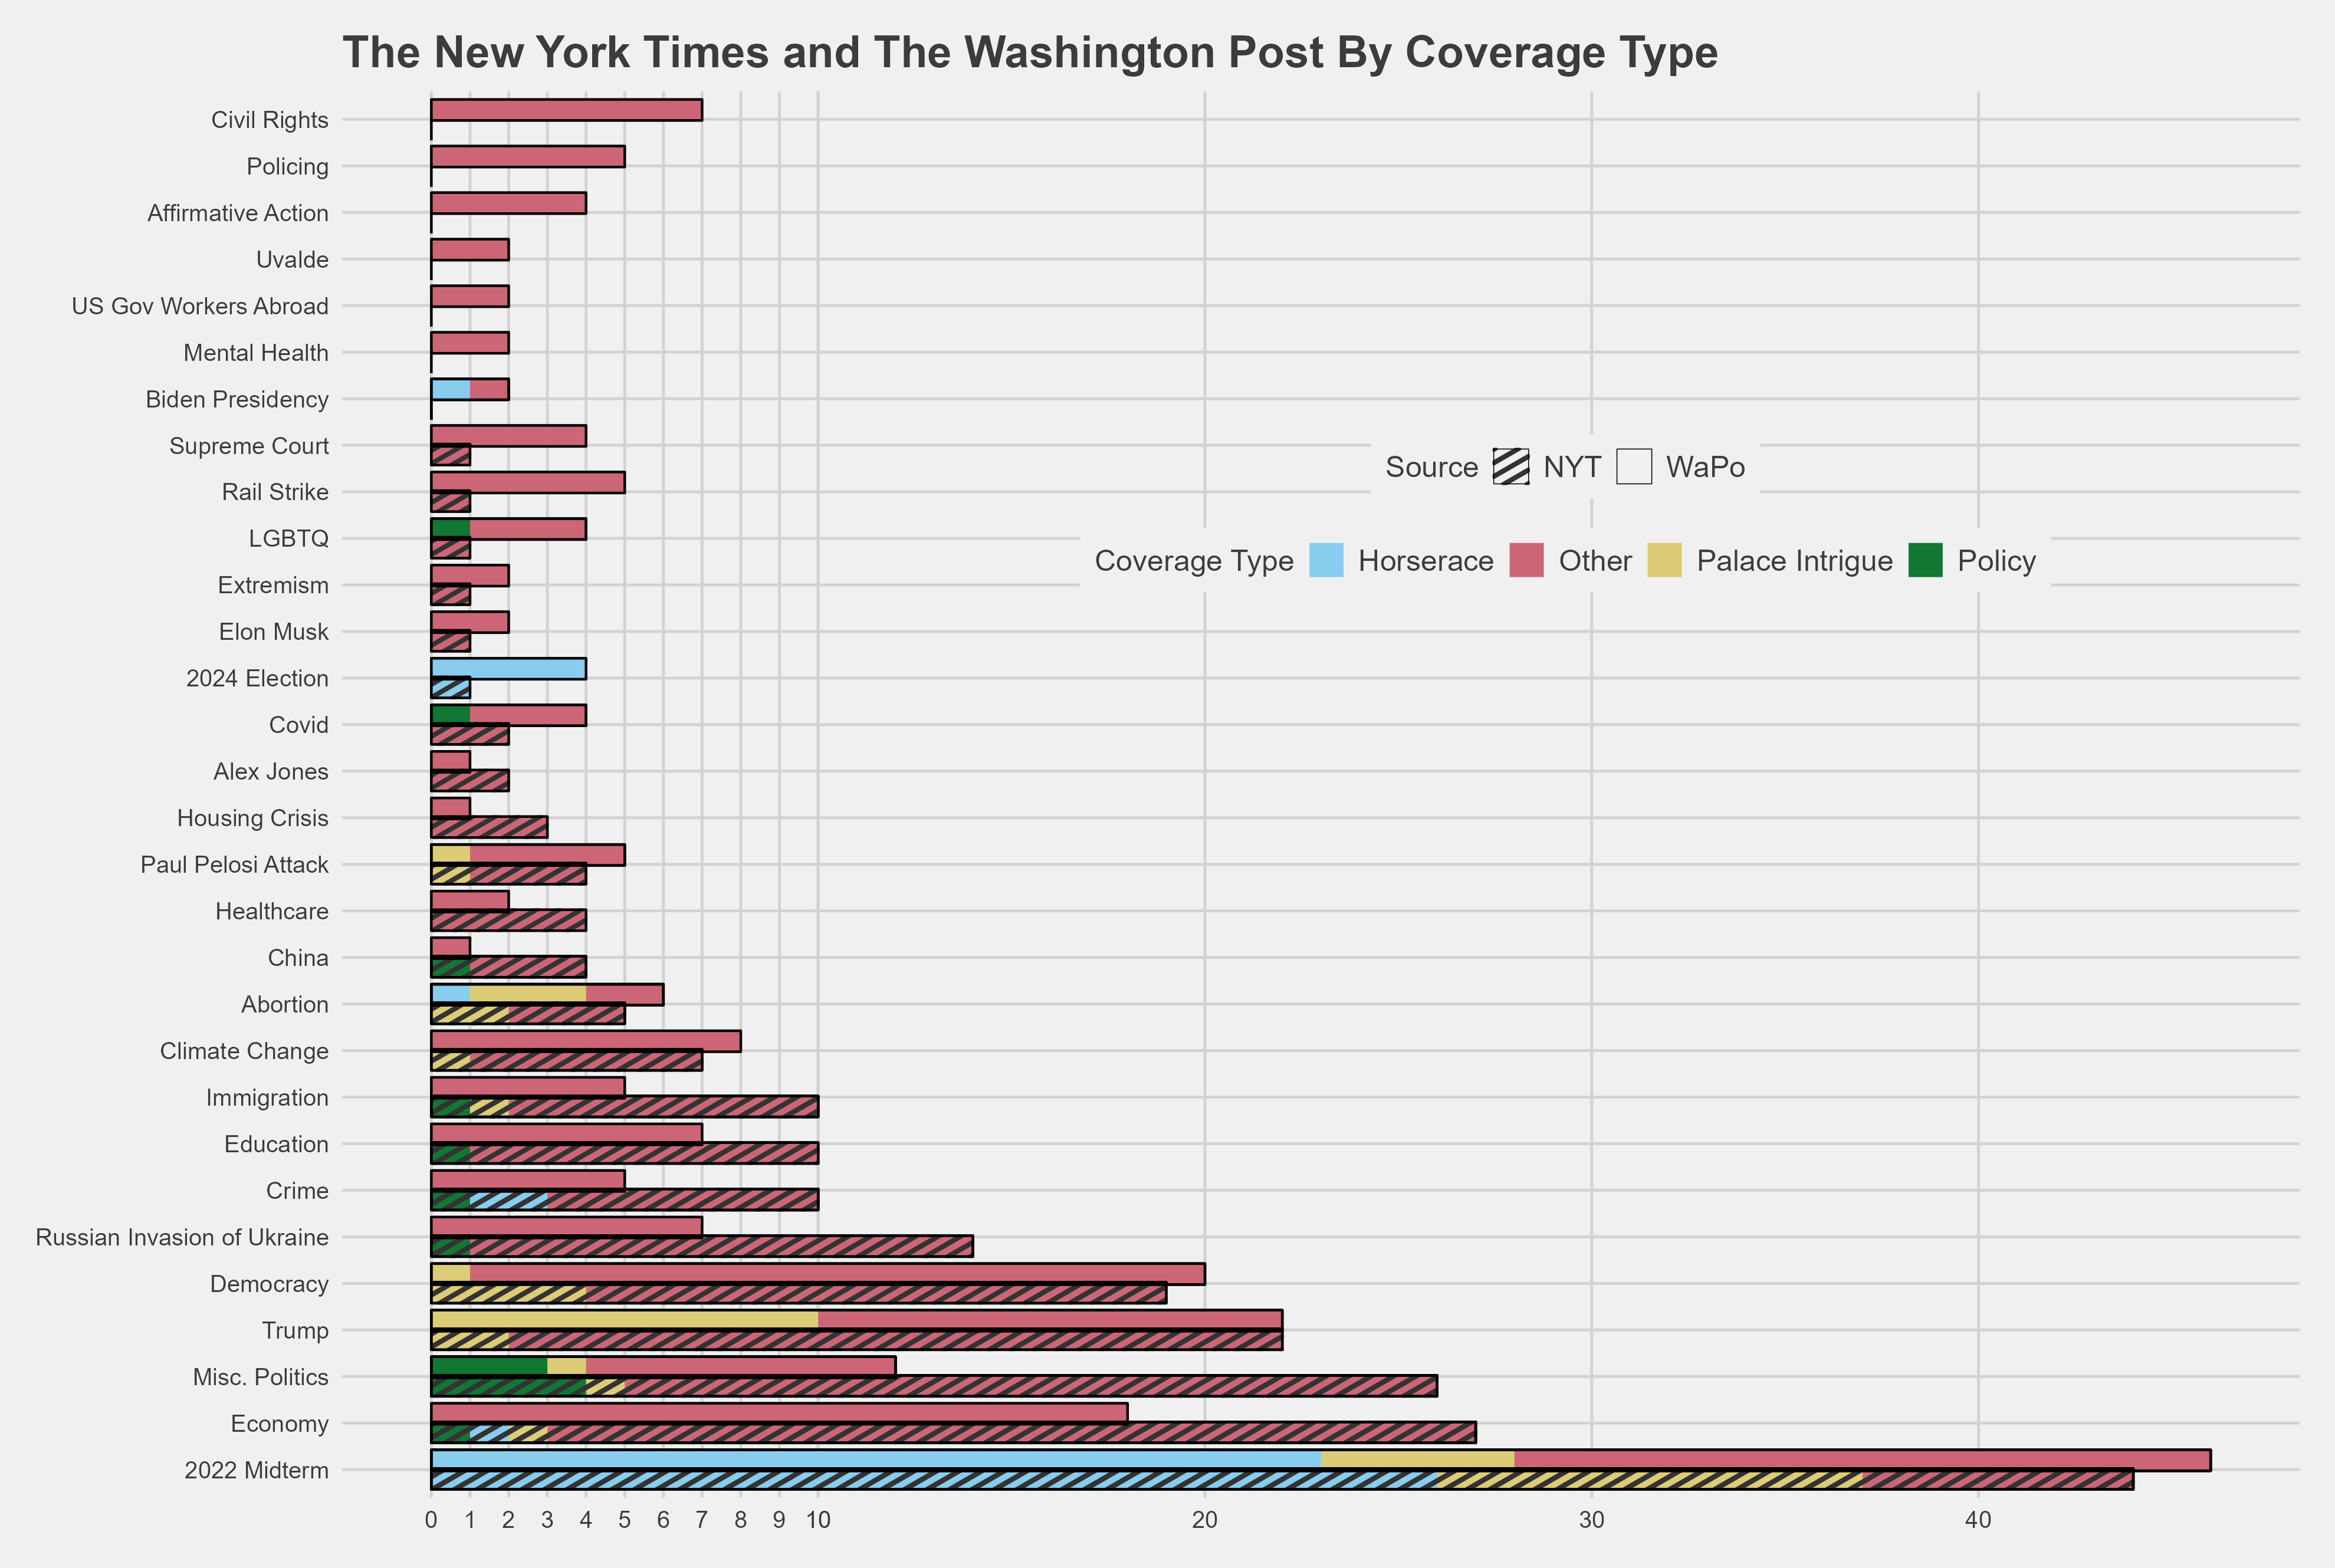 The New York Times and The Washington Post By Coverage Type
Civil Rights
Policing
Affirmative Action
Uvalde
US Gov Workers Abroad
Mental Health
Biden Presidency
Supreme Court
Source NYT WaPo
Rail Strike
LGBTQ
Coverage Type Horserace Other Palace Intrigue Policy
Extremism
Elon Musk
2024 Election
Covid
Alex Jones
Housing Crisis
Paul Pelosi Attack
Healthcare
China
Abortion
Climate Change
Immigration
Education
Crime
Russian Invasion of Ukraine
Democracy
Trump
Misc. Politics
Economy
2022 Midterm
0 1 2 3 4 5 6 7 8 9 10 20 30 40